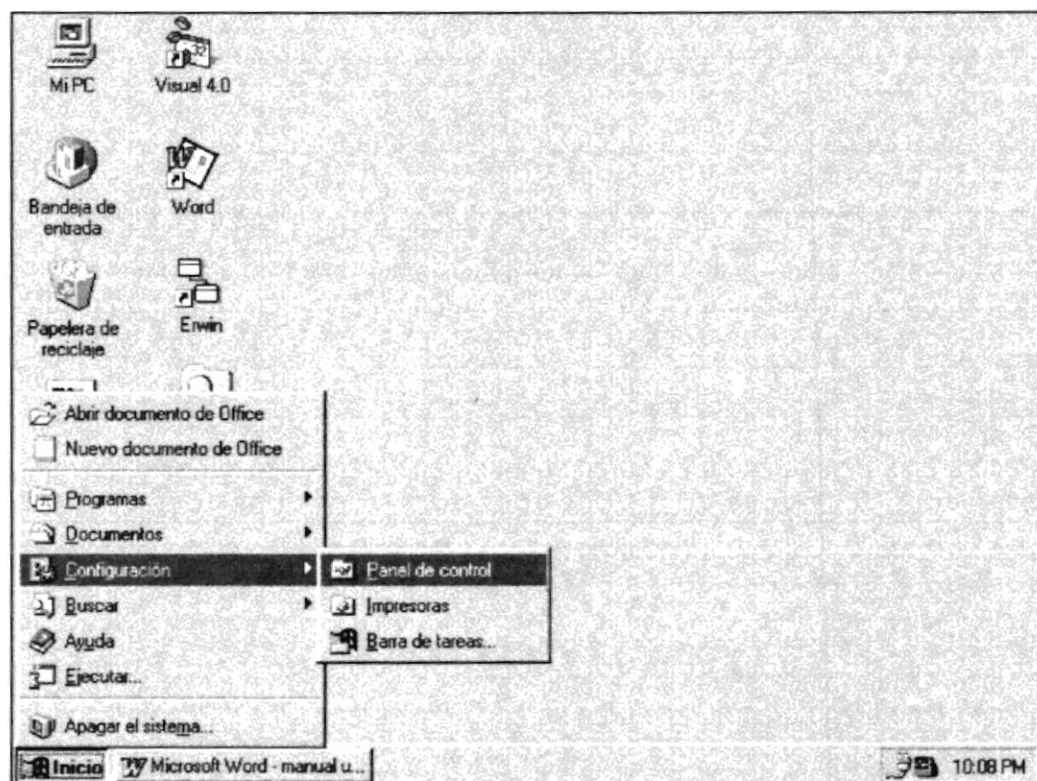 Mi PC
Visual 4.0
Bandeja de
entrada
Word
Papelera de
reciclaje
Erwin
Abrir documento de Office
Nuevo documento de Office
Programas
Documentos
Configuración
Buscar
Ayuda
Ejecutar...
Apagar el sistema...
Panel de control
Impresoras
Barra de tareas...
Inicio
Microsoft Word - manual u...
10:08 PM